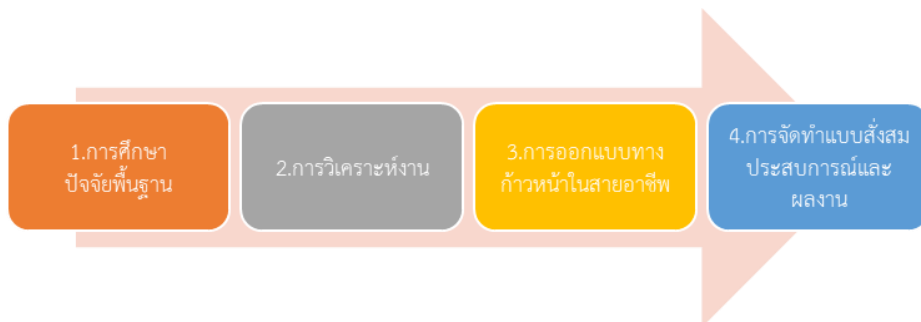 1.การศึกษา
ปัจจัยพื้นฐาน
2.การวิเคราะห์งาน
3.การออกแบบทาง
ก้าวหน้าในสายอาชีพ
4.การจัดทำแบบสั่งสม
ประสบการณ์และ
ผลงาน